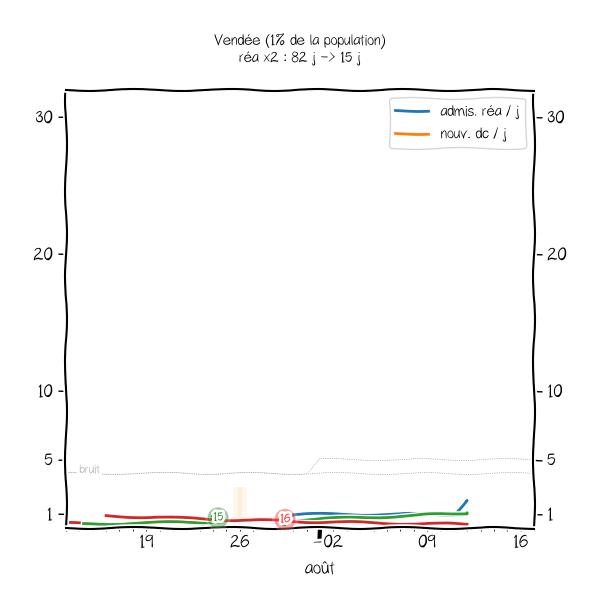 Vendée (1% de la population)
réa x2 : 82 j -> 15 j
admis. réa / j
nouv. dc / j
30
30
20
20
10
10
5
5
bruit
1
1
15
16
19
26
02
09
16
août